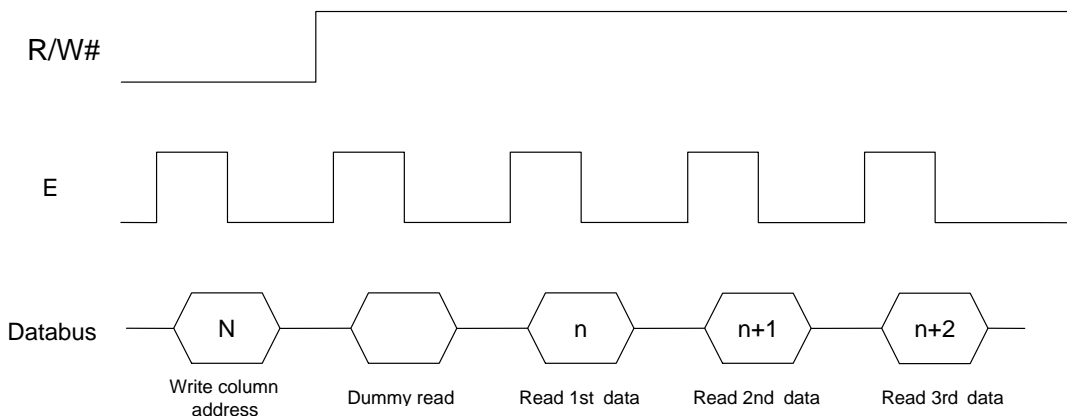 R/W#
E
Databus
N
n
n+1
n+2
Write column
address
Dummy read
Read 1st data
Read 2nd data
Read 3rd data